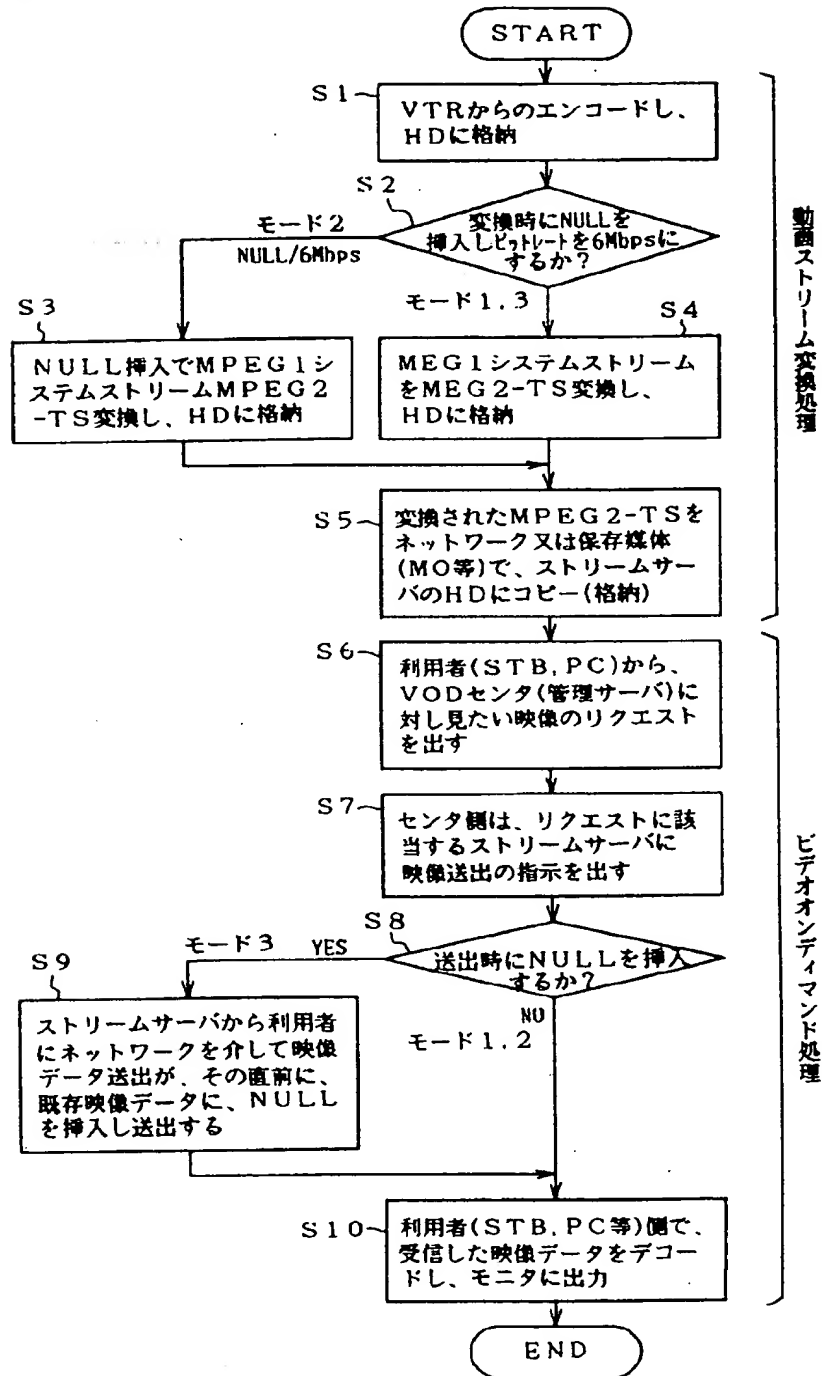 START
S1
VTRからのエンコードし、
HDに格納
S2
変換時にNULLを
挿入しビットレートを6Mbpsに
するか?
モード2
NULL/6Mbps
モード1,3
S3
NULL挿入でMPEG1シ
ステムストリームMPEG2
-TS変換し、HDに格納
S4
MEG1システムストリーム
をMEG2-TS変換し、
HDに格納
S5
変換されたMPEG2-TSを
ネットワーク又は保存媒体
(MO等)で、ストリームサー
バのHDにコピー(格納)
動画ストリーム変換処理
S6
利用者(STB,PC)から、
VODセンタ(管理サーバ)に
対し見たい映像のリクエスト
を出す
S7
センタ側は、リクエストに該
当するストリームサーバに
映像送出の指示を出す
S8
送出時にNULLを挿入
するか?
モード3 YES
NO
モード1,2
S9
ストリームサーバから利用者
にネットワークを介して映像
データ送出が、その直前に、
既存映像データに、NULL
を挿入し送出する
S10
利用者(STB,PC等)側で、
受信した映像データをデコー
ドし、モニタに出力
ビデオオンディマンド処理
END